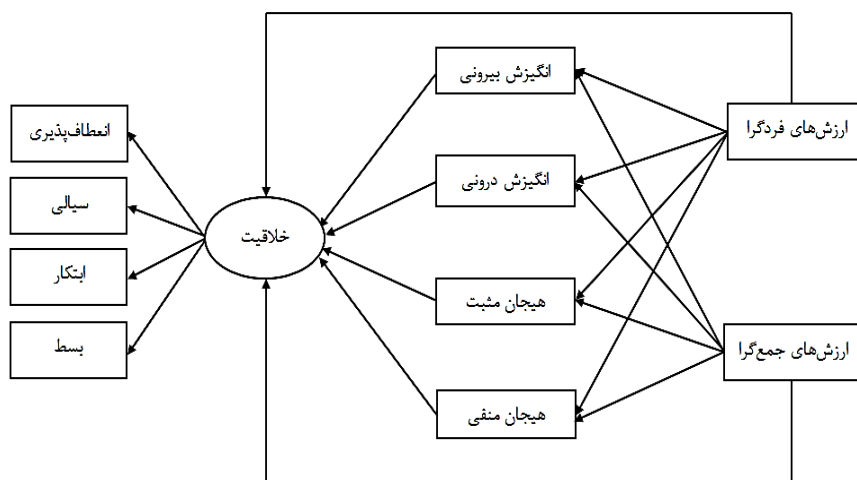 ارزش‌های فردگرا
ارزش‌های جمع‌گرا
انگیزش بیرونی
انگیزش درونی
هیجان مثبت
هیجان منفی
خلاقیت
انعطاف‌پذیری
سیالی
ابتکار
بسط